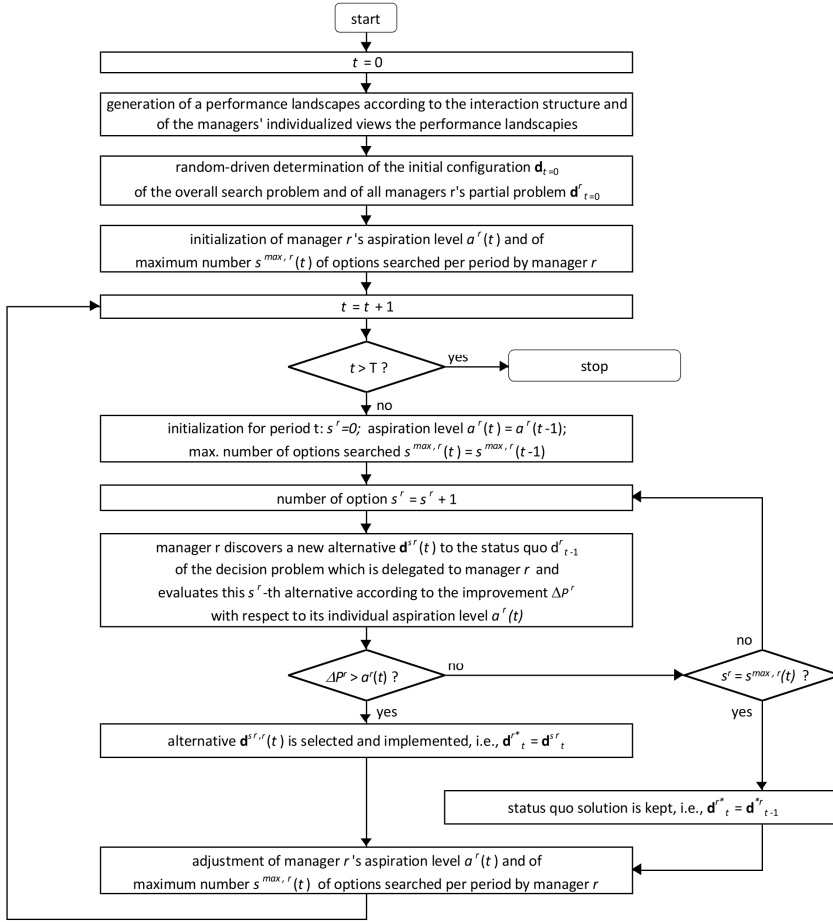 start
t = 0
generation of a performance landscapes according to the interaction structure and
of the managers' individualized views the performance landscapies
random-driven determination of the initial configuration d t=0
of the overall search problem and of all managers r's partial problem d r t=0
initialization of manager r's aspiration level a r (t) and of
maximum number s max, r (t) of options searched per period by manager r
t = t + 1
t > T ?
yes
stop
no
initialization for period t: s r =0; aspiration level a r (t) = a r (t-1);
max. number of options searched s max, r (t) = s max, r (t-1)
number of option s r = s r + 1
manager r discovers a new alternative d sr (t) to the status quo d r t-1
of the decision problem which is delegated to manager r and
evaluates this s r -th alternative according to the improvement ΔP r
with respect to its individual aspiration level a r (t)
ΔP r > a r (t) ?
no
s r = s max, r (t) ?
no
yes
yes
alternative d sr,r (t) is selected and implemented, i.e., d r* t = d sr t
status quo solution is kept, i.e., d r* t = d *r t-1
adjustment of manager r's aspiration level a r (t) and of
maximum number s max, r (t) of options searched per period by manager r